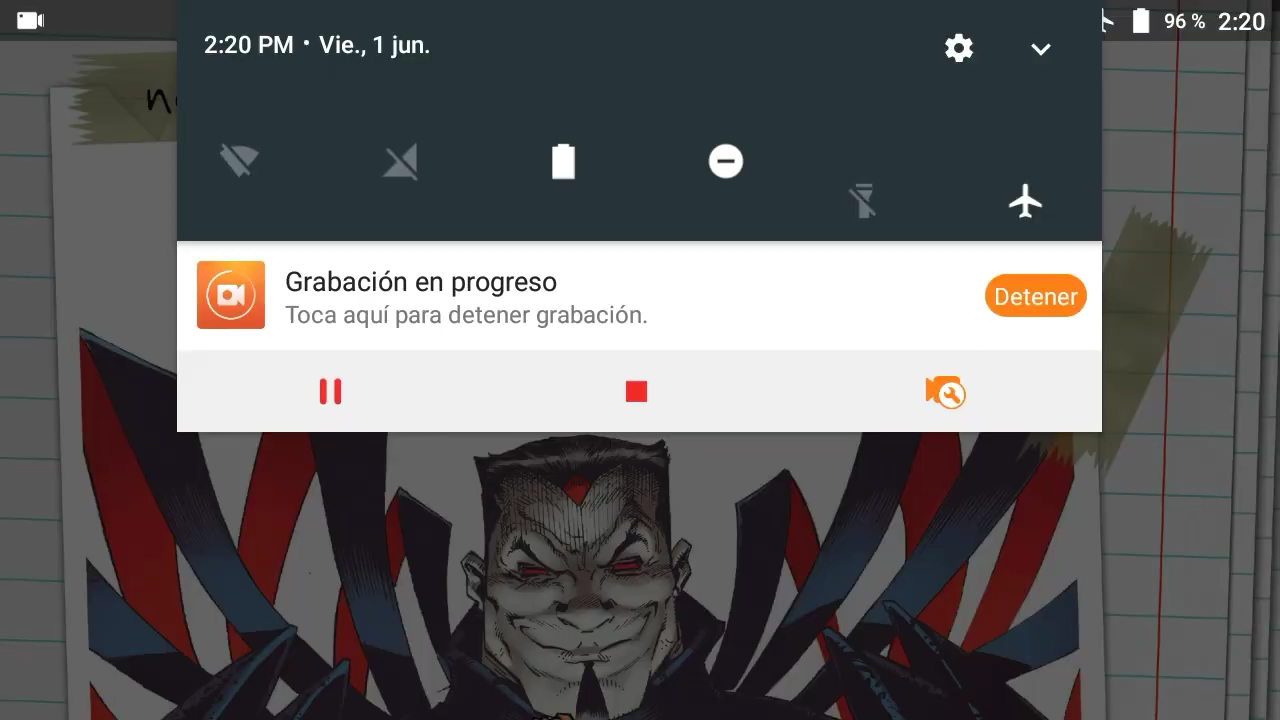 96 % 2:20
2:20 PM · Vie., 1 jun.
Grabación en progreso
Toca aquí para detener grabación.
Detener